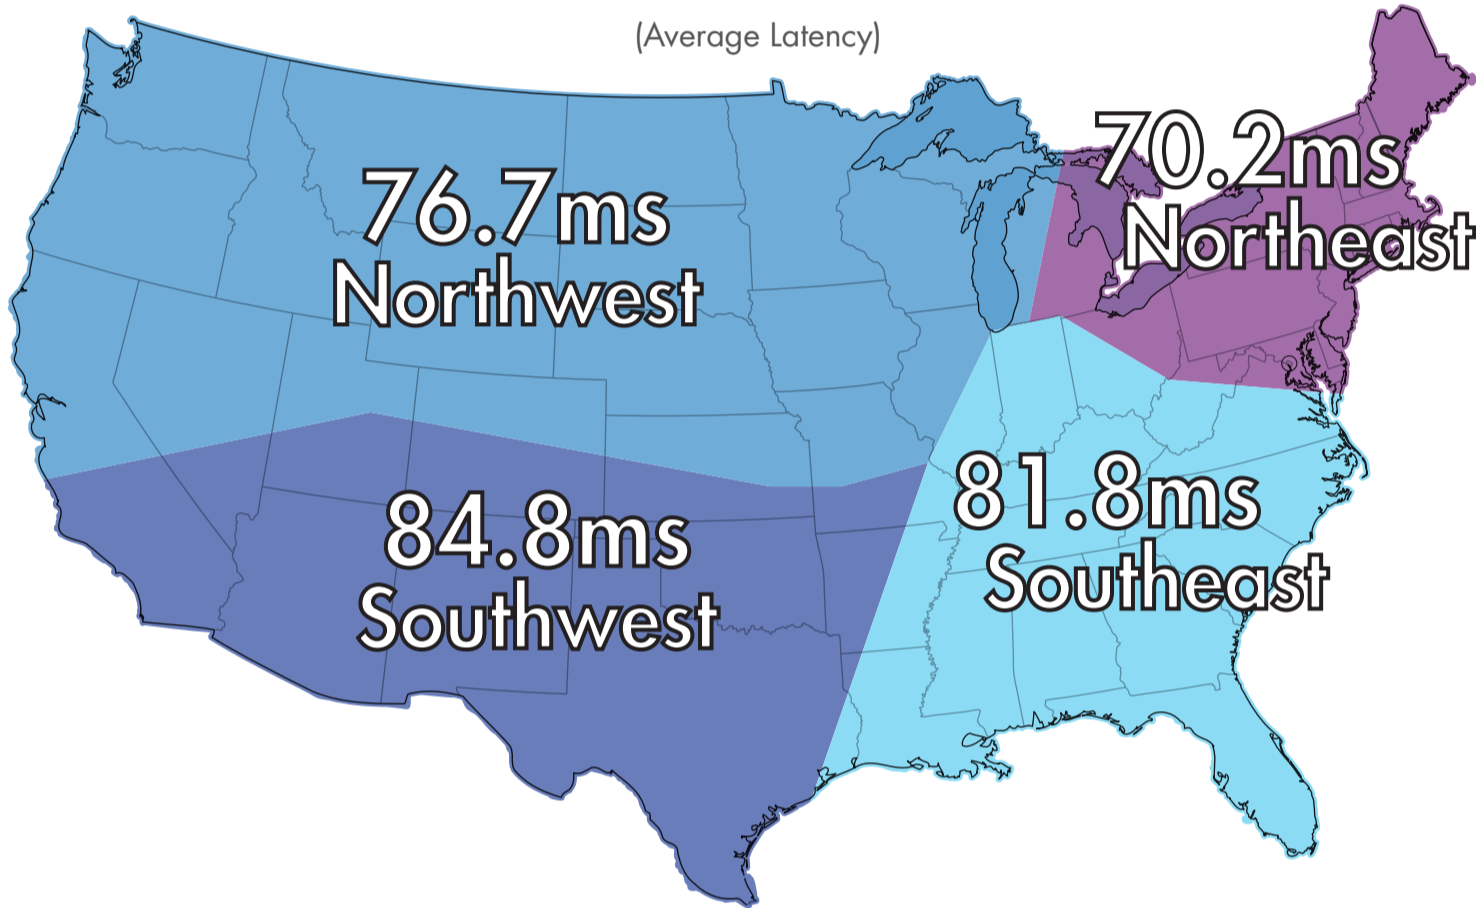 (Average Latency)
76.7ms
Northwest
70.2ms
Northeast
84.8ms
Southwest
81.8ms
Southeast